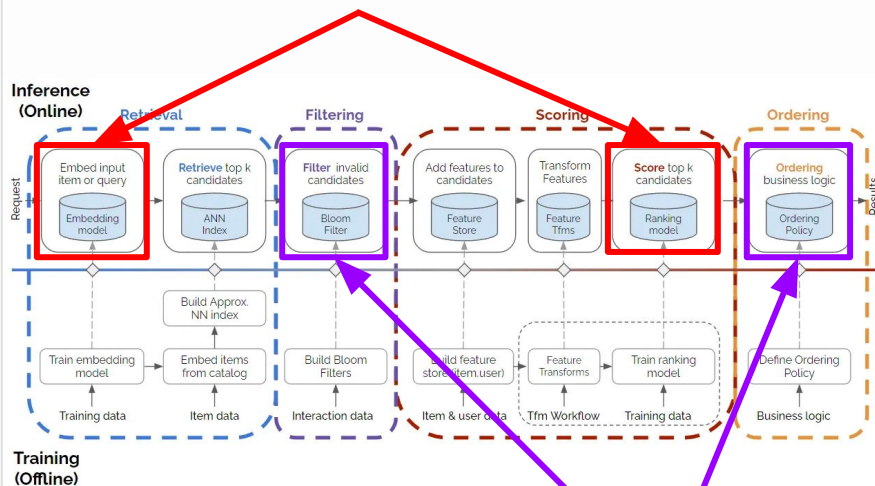 Inference
(Online)
Retrieval
Filtering
Scoring
Ordering
Request
Embed input
item or query
Embedding
model
Retrieve top k
candidates
ANN
Index
Filter invalid
candidates
Bloom
Filter
Add features to
candidates
Feature
Store
Transform
Features
Feature
Tfms
Score top k
candidates
Ranking
model
Ordering
business logic
Ordering
Policy
Results
Build Approx.
NN index
Train embedding
model
Embed items
from catalog
Build Bloom
Filters
Build feature
store(item.user)
Feature
Transforms
Train ranking
model
Define Ordering
Policy
Training data
Item data
Interaction data
Item & user data
Tfm Workflow
Training data
Business logic
Training
(Offline)